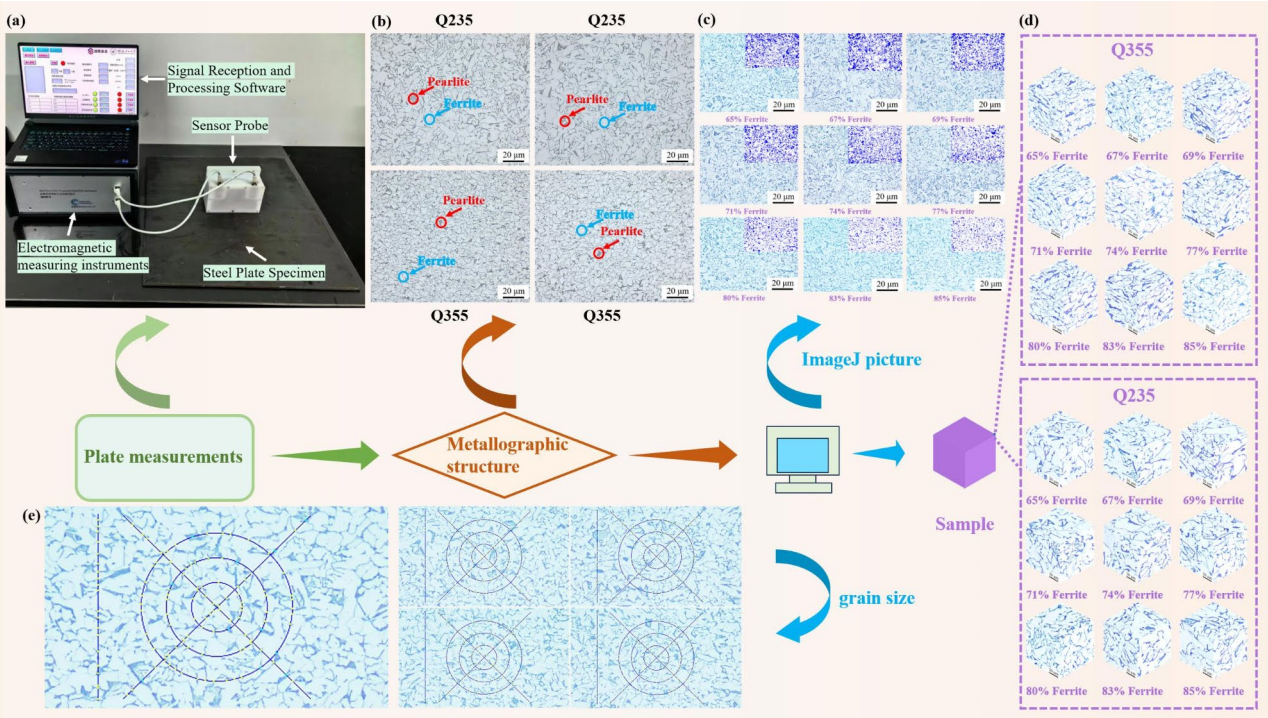 (a)
Signal Reception and
Processing Software
Sensor Probe
Electromagnetic
measuring instruments
Steel Plate Specimen
(b)
Q235
Q235
Pearlite
Ferrite
20 μm
Pearlite
Ferrite
20 μm
Pearlite
Ferrite
20 μm
Ferrite
Pearlite
20 μm
Q355
Q355
(c)
20 μm
20 μm
20 μm
65% Ferrite
67% Ferrite
69% Ferrite
20 μm
20 μm
20 μm
71% Ferrite
74% Ferrite
77% Ferrite
20 μm
20 μm
20 μm
80% Ferrite
83% Ferrite
85% Ferrite
(d)
Q355
65% Ferrite
67% Ferrite
69% Ferrite
71% Ferrite
74% Ferrite
77% Ferrite
80% Ferrite
83% Ferrite
85% Ferrite
Q235
65% Ferrite
67% Ferrite
69% Ferrite
71% Ferrite
74% Ferrite
77% Ferrite
80% Ferrite
83% Ferrite
85% Ferrite
Plate measurements
Metallographic
structure
ImageJ picture
Sample
(e)
grain size